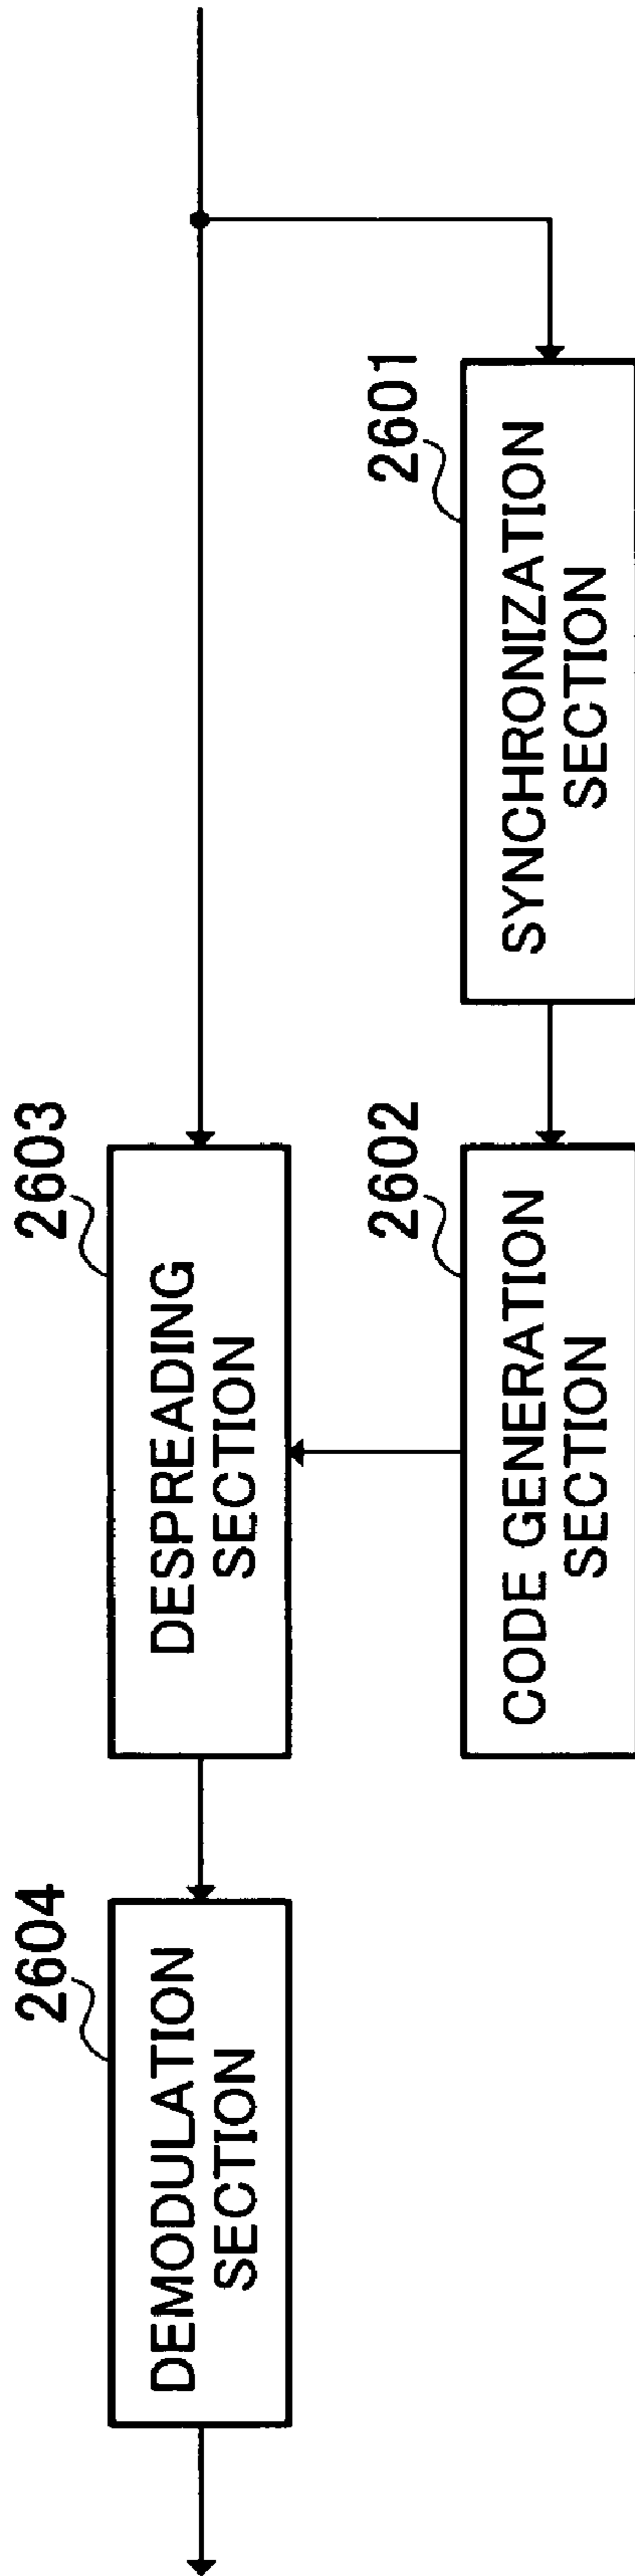 2604
DEMODULATION
SECTION
2603
DESPREADING
SECTION
2602
CODE GENERATION
SECTION
2601
SYNCHRONIZATION
SECTION